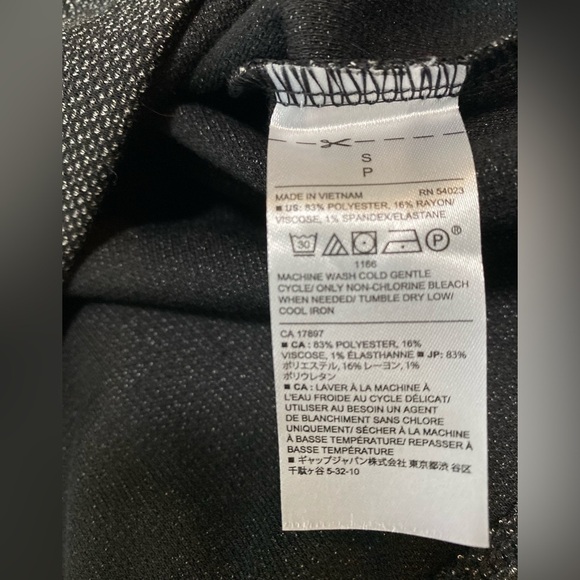 S
P
MADE IN VIETNAM RN 54023
■ US: 83% POLYESTER, 16% RAYON/
VISCOSE, 1% SPANDEX/ELASTANE
30 P ®
1166
MACHINE WASH COLD GENTLE
CYCLE/ ONLY NON-CHLORINE BLEACH
WHEN NEEDED/ TUMBLE DRY LOW/
COOL IRON
CA 17897
■ CA : 83% POLYESTER, 16%
VISCOSE, 1% ÉLASTHANNE ■ JP: 83%
ポリエステル, 16% レーヨン, 1%
ポリウレタン
■ CA : LAVER À LA MACHINE À
L'EAU FROIDE AU CYCLE DÉLICAT/
UTILISER AU BESOIN UN AGENT
DE BLANCHIMENT SANS CHLORE
UNIQUEMENT/ SÉCHER À LA MACHINE
À BASSE TEMPÉRATURE/ REPASSER À
BASSE TEMPÉRATURE
■ ギャップジャパン株式会社 東京都渋 谷区
千駄ヶ谷 5-32-10